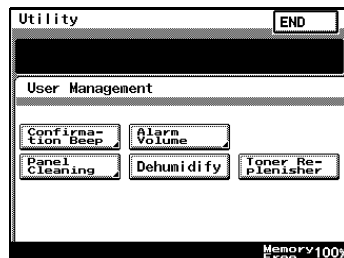 Utility
END
User Management
Confirma-
tion Beep
Alarm
Volume
Panel
Cleaning
Dehumidify
Toner Re-
plenisher
Memory 100%
Free